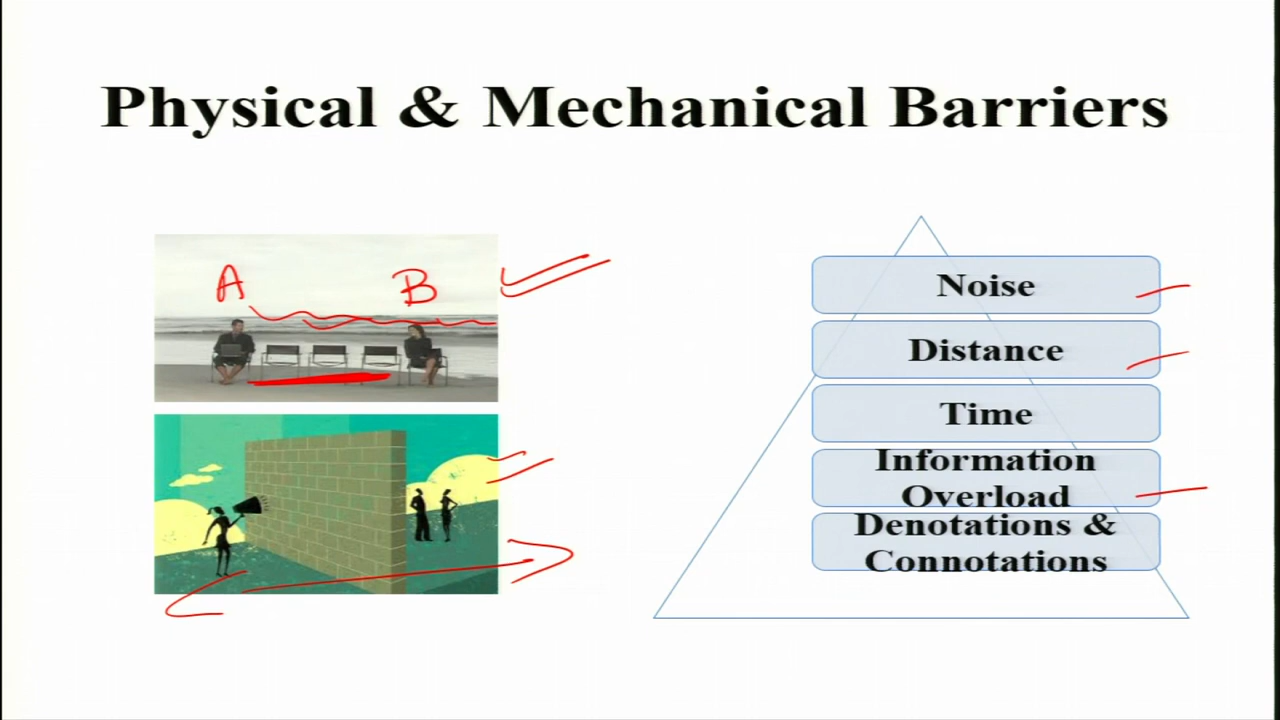 Physical & Mechanical Barriers
A
B
Noise
Distance
Time
Information
Overload
Denotations &
Connotations